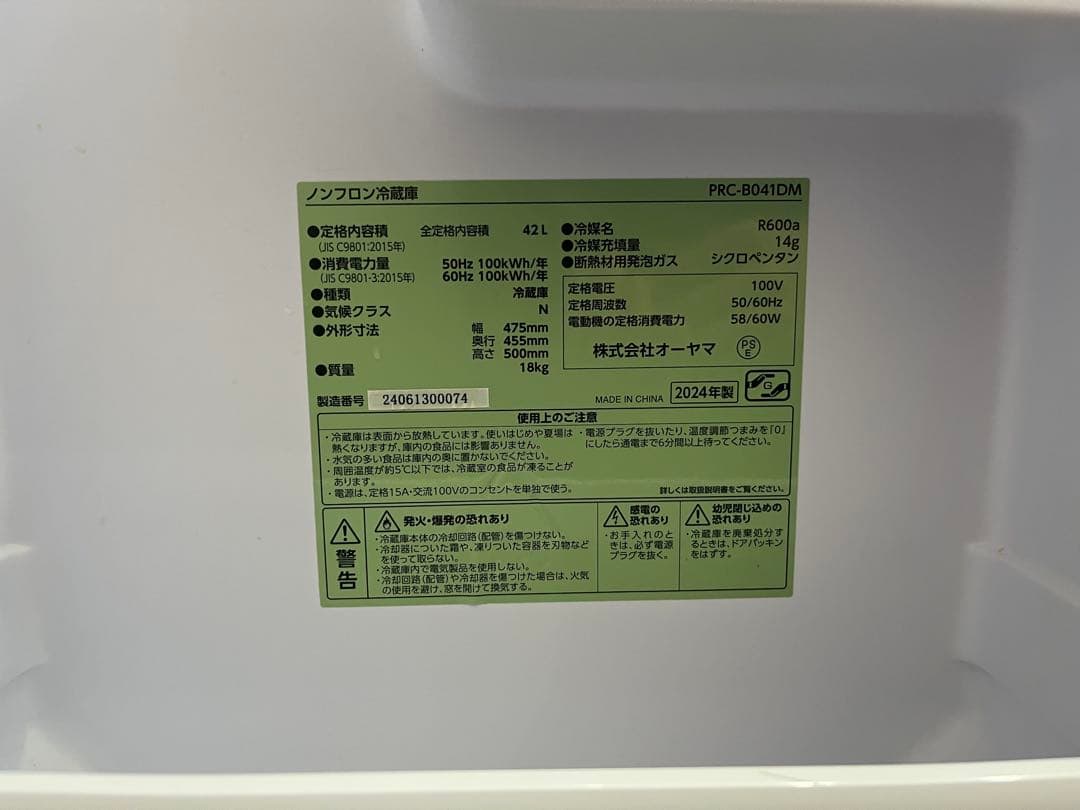 ノンフロン冷蔵庫 PRC-B041DM
●定格内容積 全定格内容積 42L
(JIS C9801:2015年)
●消費電力量 50Hz 100kWh/年
(JIS C9801-3:2015年) 60Hz 100kWh/年
●種類 冷蔵庫
●気候クラス N
●外形寸法 幅 475mm
奥行 455mm
高さ 500mm
●質量 18kg
製造番号 24061300074
●冷媒名 R600a
●冷媒充填量 14g
●断熱材用発泡ガス シクロペンタン
定格電圧 100V
定格周波数 50/60Hz
電動機の定格消費電力 58/60W
株式会社オーヤマ PSE
MADE IN CHINA 2024年製 G
使用上のご注意
・冷蔵庫は表面から放熱しています。使いはじめや夏場は
熱くなりますが、庫内の食品には影響ありません。
・水気の多い食品は庫内の奥に置かないでください。
・周囲温度が約5℃以下では、冷蔵室の食品が凍ることが
あります。
・電源は、定格15A・交流100Vのコンセントを単独で使う。
・電源プラグを抜いたり、温度調節つまみを「0」
にしたら通電まで6分間以上待ってください。
詳しくは取扱説明書をご覧ください。
警告
発火・爆発の恐れあり
・冷蔵庫本体の冷却回路(配管)を傷つけない。
・冷却器についた霜や、凍りついた容器を刃物など
を使って取らない。
・冷蔵庫内で電気製品を使用しない。
・冷却回路(配管)や冷却器を傷つけた場合は、火気
の使用を避け、窓を開けて換気する。
感電の
恐れあり
・お手入れのと
きは、必ず電源
プラグを抜く。
幼児閉じ込めの
恐れあり
・冷蔵庫を廃棄処分す
るときは、ドアパッキン
をはずす。